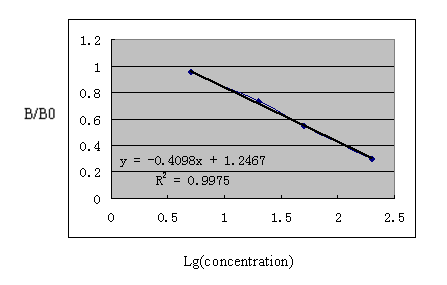 1.2
1
0.8
0.6
0.4
0.2
0
B/B0
y = -0.4098x + 1.2467
R² = 0.9975
0 0.5 1 1.5 2 2.5
Lg(concentration)